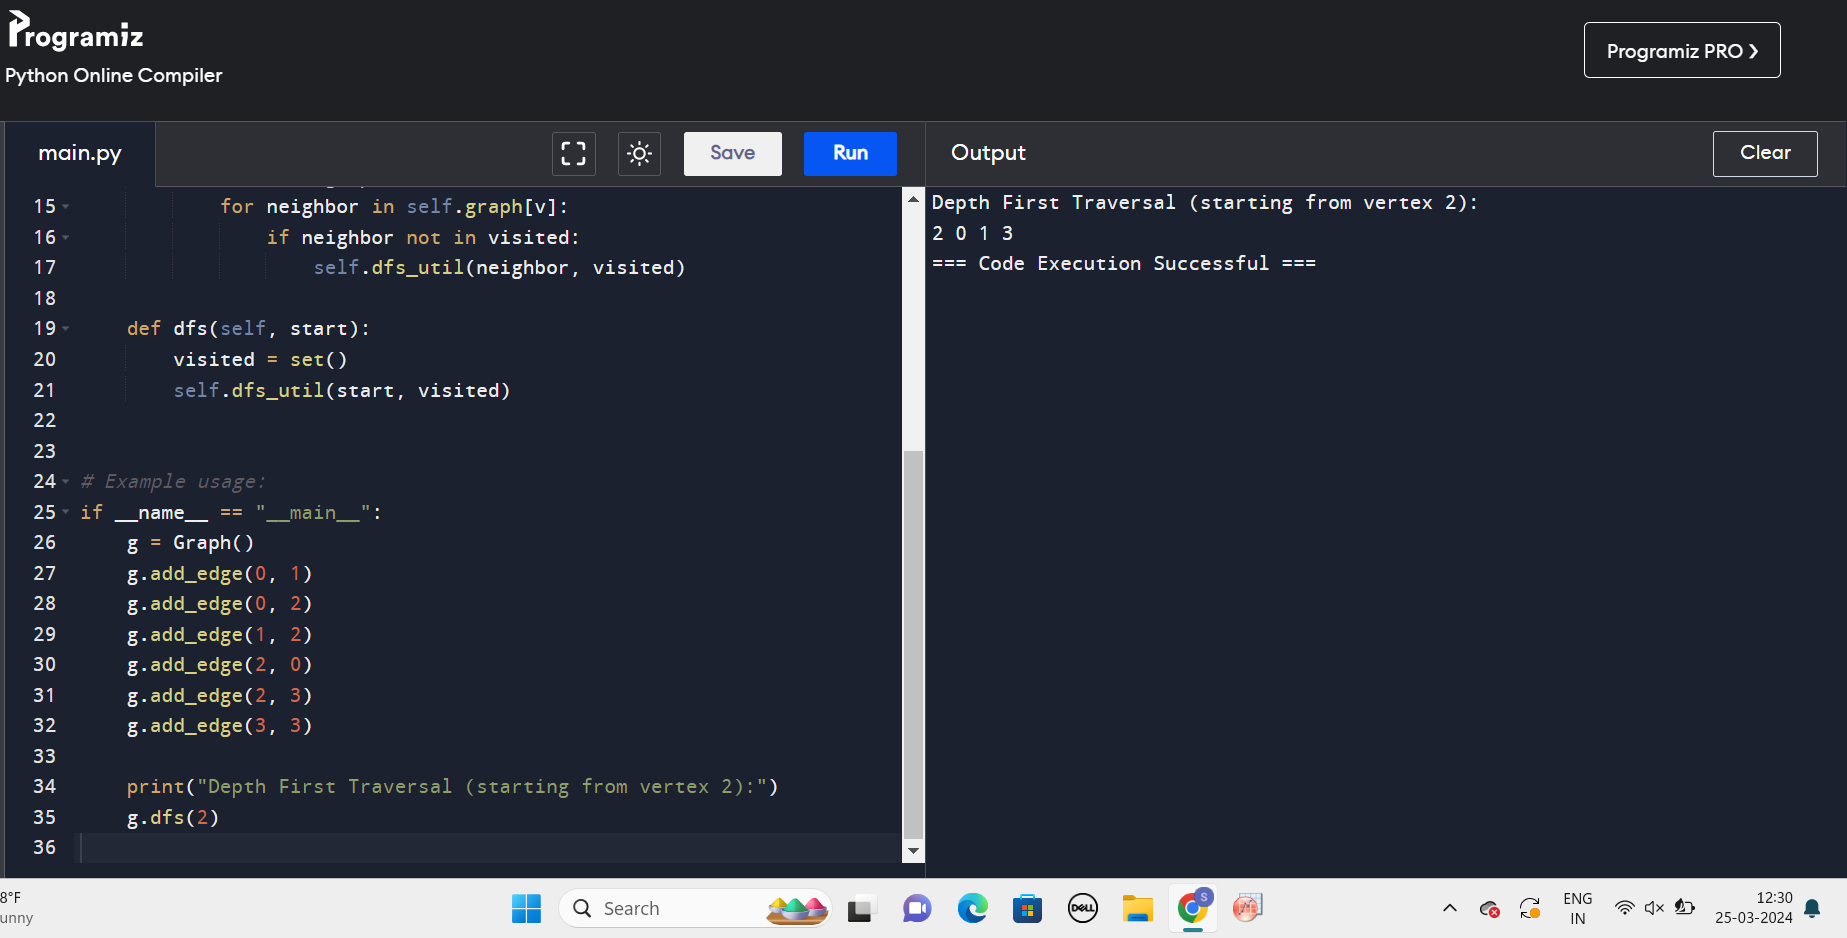 Programiz
Python Online Compiler
Programiz PRO ❯
main.py
Save
Run
Output
Clear
15 for neighbor in self.graph[v]:
16 if neighbor not in visited:
17 self.dfs_util(neighbor, visited)
18
19 def dfs(self, start):
20 visited = set()
21 self.dfs_util(start, visited)
22
23
24 # Example usage:
25 if __name__ == "__main__":
26 g = Graph()
27 g.add_edge(0, 1)
28 g.add_edge(0, 2)
29 g.add_edge(1, 2)
30 g.add_edge(2, 0)
31 g.add_edge(2, 3)
32 g.add_edge(3, 3)
33
34 print("Depth First Traversal (starting from vertex 2):")
35 g.dfs(2)
36
Depth First Traversal (starting from vertex 2):
2 0 1 3
=== Code Execution Successful ===
8°F
unny
Search
DELL
S
ENG
IN
12:30
25-03-2024